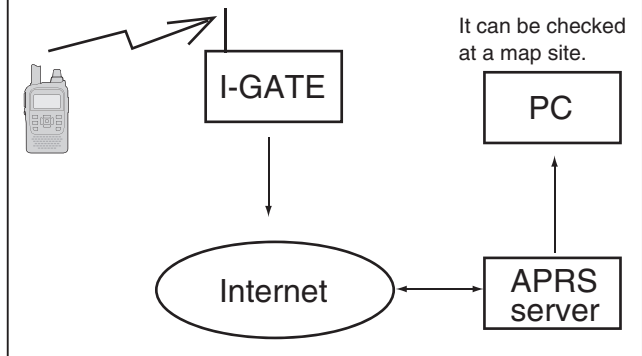 It can be checked
at a map site.
I-GATE
PC
Internet
APRS
server